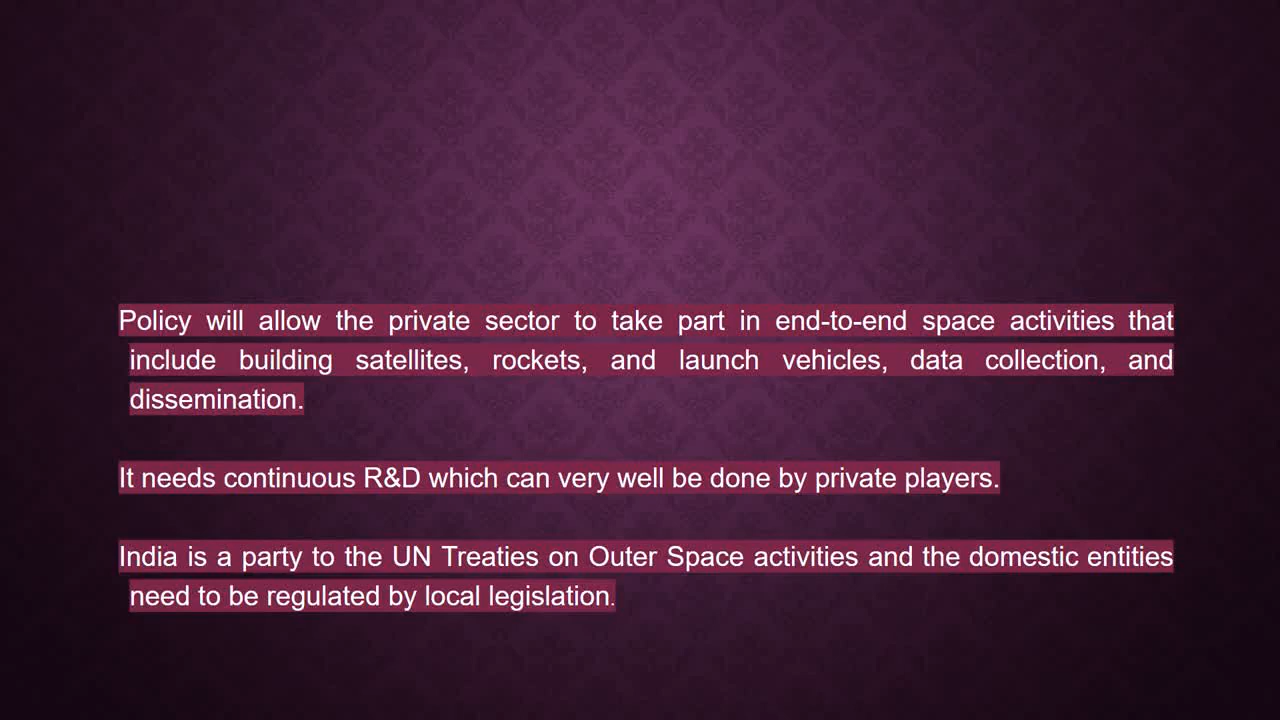 Policy will allow the private sector to take part in end-to-end space activities that
include building satellites, rockets, and launch vehicles, data collection, and
dissemination.
It needs continuous R&D which can very well be done by private players.
India is a party to the UN Treaties on Outer Space activities and the domestic entities
need to be regulated by local legislation.